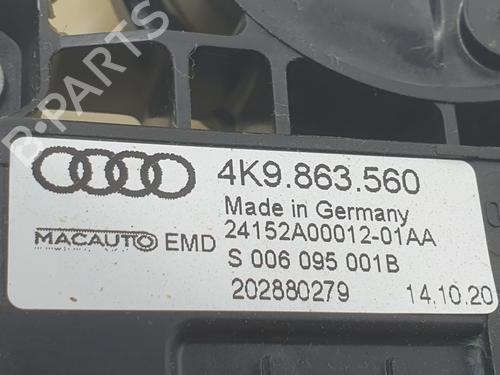 B-PARTS
4K9.863.560
Made in Germany
MACAUTO EMD
24152A00012-01AA
S 006 095 001B
202880279 14.10.20